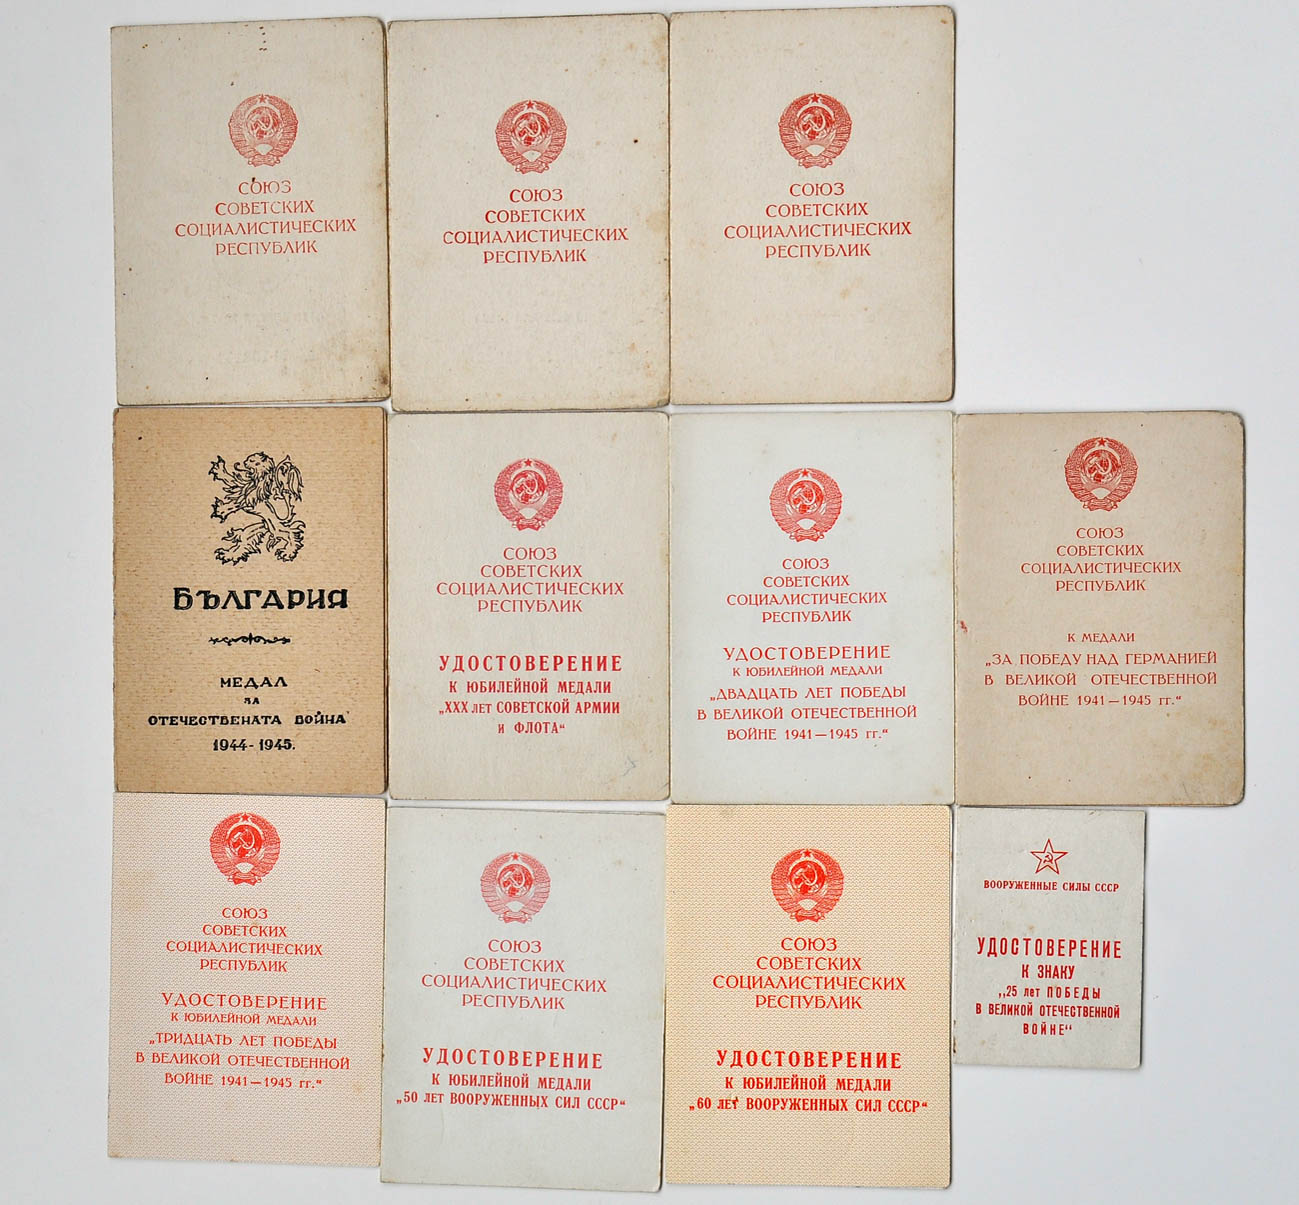 СОЮЗ
СОВЕТСКИХ
СОЦИАЛИСТИЧЕСКИХ
РЕСПУБЛИК
СОЮЗ
СОВЕТСКИХ
СОЦИАЛИСТИЧЕСКИХ
РЕСПУБЛИК
СОЮЗ
СОВЕТСКИХ
СОЦИАЛИСТИЧЕСКИХ
РЕСПУБЛИК
БЪЛГАРИЯ
МЕДАЛ
ЗА
ОТЕЧЕСТВЕНАТА ВОЙНА
1944-1945.
СОЮЗ
СОВЕТСКИХ
СОЦИАЛИСТИЧЕСКИХ
РЕСПУБЛИК
УДОСТОВЕРЕНИЕ
К ЮБИЛЕЙНОЙ МЕДАЛИ
„XXX лет СОВЕТСКОЙ АРМИИ
И ФЛОТА“
СОЮЗ
СОВЕТСКИХ
СОЦИАЛИСТИЧЕСКИХ
РЕСПУБЛИК
УДОСТОВЕРЕНИЕ
К ЮБИЛЕЙНОЙ МЕДАЛИ
„ДВАДЦАТЬ ЛЕТ ПОБЕДЫ
В ВЕЛИКОЙ ОТЕЧЕСТВЕННОЙ
ВОЙНЕ 1941—1945 гг.“
СОЮЗ
СОВЕТСКИХ
СОЦИАЛИСТИЧЕСКИХ
РЕСПУБЛИК
К МЕДАЛИ
„ЗА ПОБЕДУ НАД ГЕРМАНИЕЙ
В ВЕЛИКОЙ ОТЕЧЕСТВЕННОЙ
ВОЙНЕ 1941—1945 гг.“
СОЮЗ
СОВЕТСКИХ
СОЦИАЛИСТИЧЕСКИХ
РЕСПУБЛИК
УДОСТОВЕРЕНИЕ
К ЮБИЛЕЙНОЙ МЕДАЛИ
„ТРИДЦАТЬ ЛЕТ ПОБЕДЫ
В ВЕЛИКОЙ ОТЕЧЕСТВЕННОЙ
ВОЙНЕ 1941—1945 гг.“
СОЮЗ
СОВЕТСКИХ
СОЦИАЛИСТИЧЕСКИХ
РЕСПУБЛИК
УДОСТОВЕРЕНИЕ
К ЮБИЛЕЙНОЙ МЕДАЛИ
„50 лет ВООРУЖЕННЫХ СИЛ СССР“
СОЮЗ
СОВЕТСКИХ
СОЦИАЛИСТИЧЕСКИХ
РЕСПУБЛИК
УДОСТОВЕРЕНИЕ
К ЮБИЛЕЙНОЙ МЕДАЛИ
„60 лет ВООРУЖЕННЫХ СИЛ СССР“
ВООРУЖЕННЫЕ СИЛЫ СССР
УДОСТОВЕРЕНИЕ
К ЗНАКУ
„25 лет ПОБЕДЫ
В ВЕЛИКОЙ ОТЕЧЕСТВЕННОЙ
ВОЙНЕ“